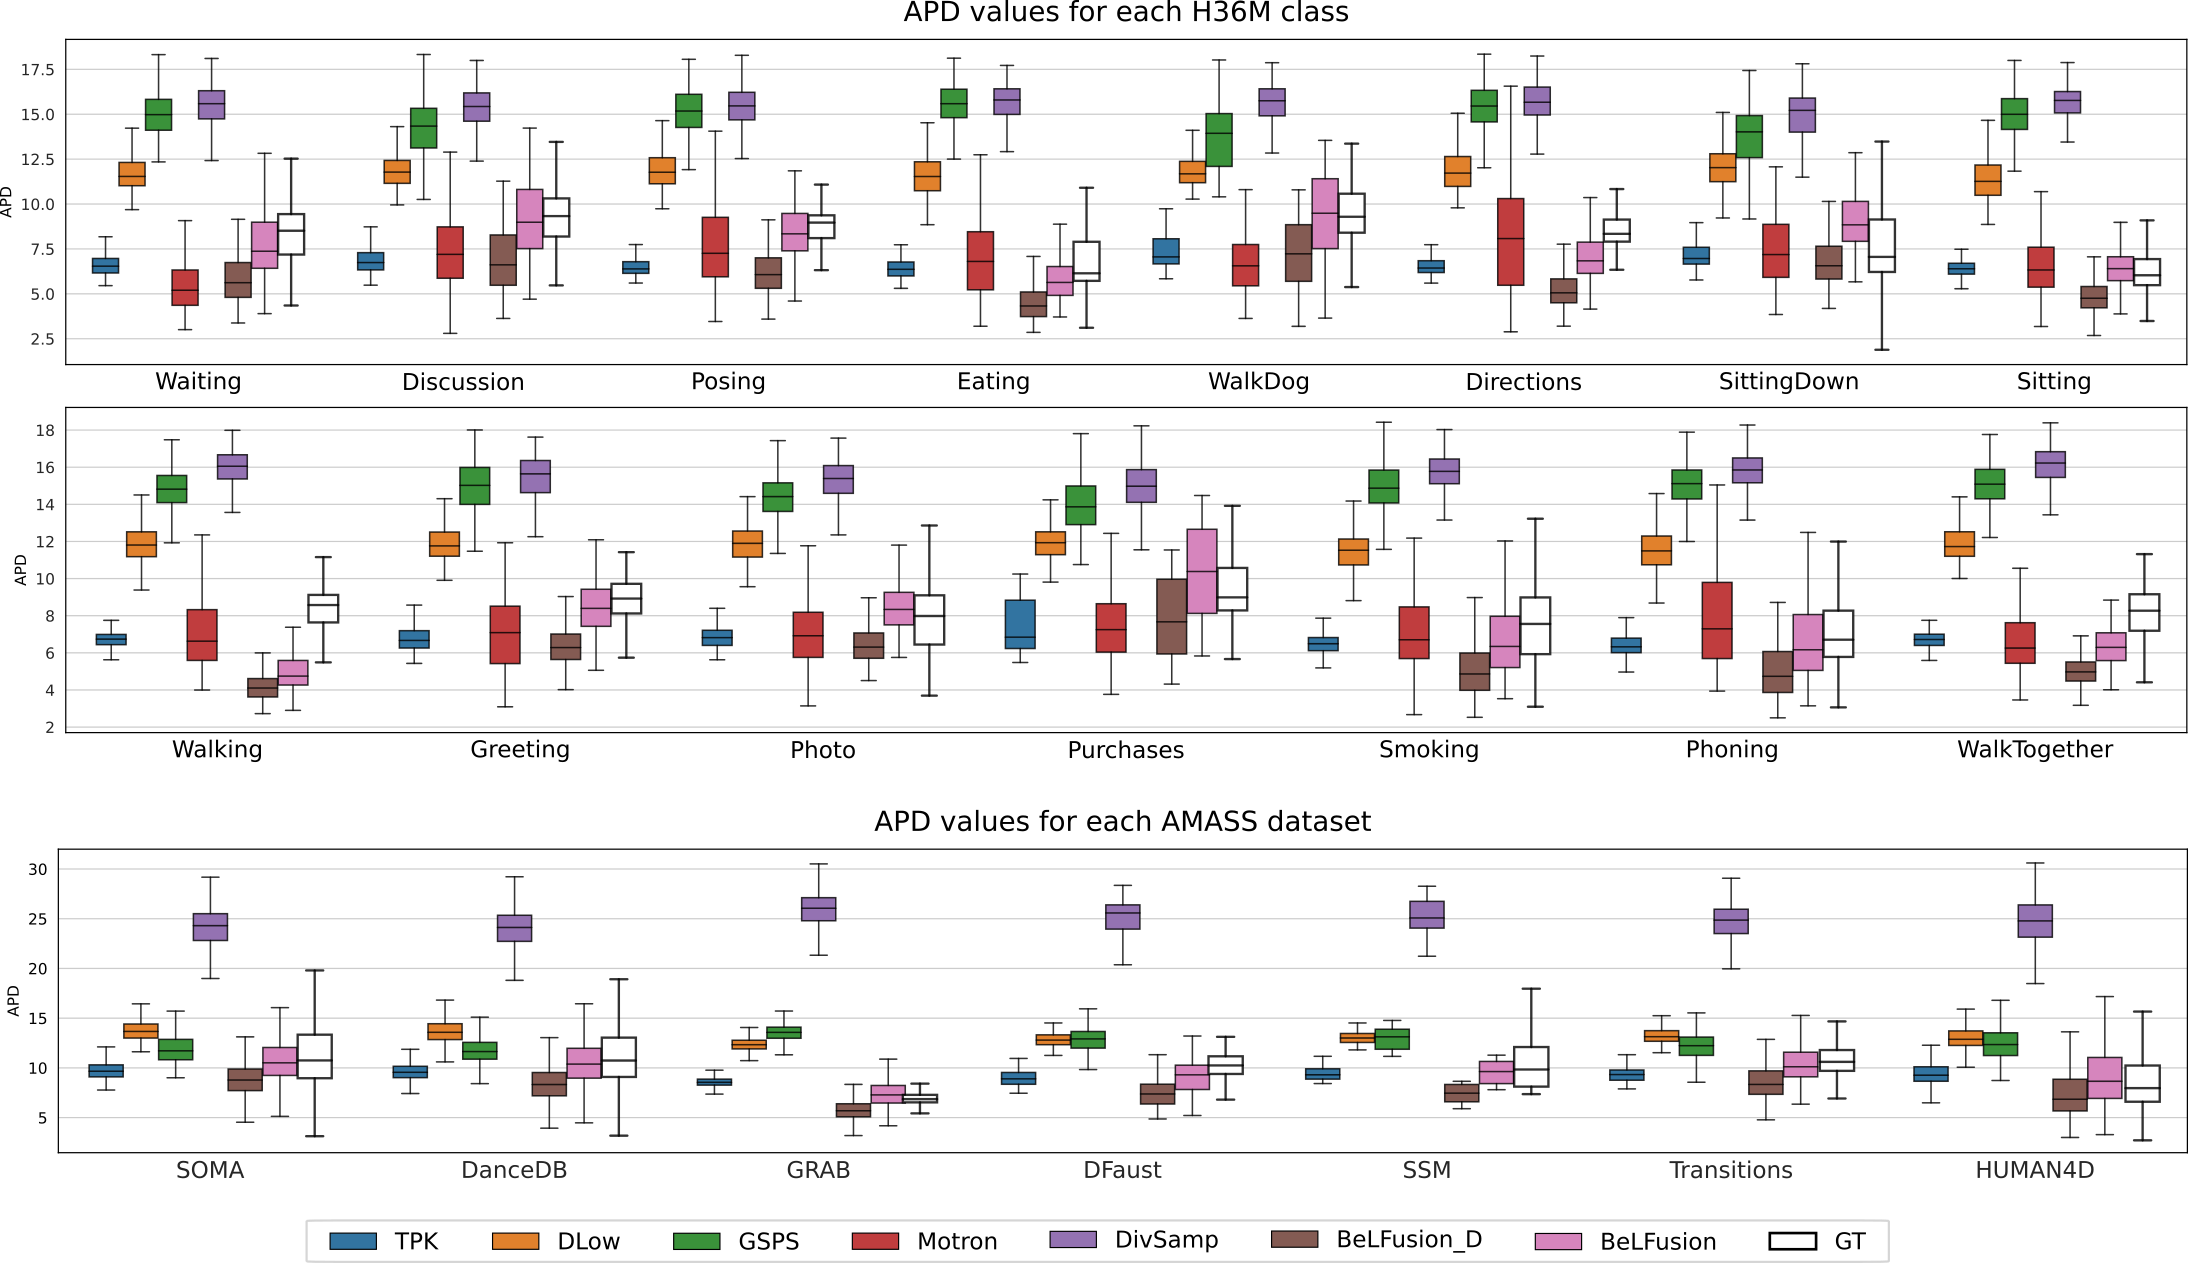 APD values for each H36M class
17.5
15.0
12.5
10.0
7.5
5.0
2.5
APD
Waiting Discussion Posing Eating WalkDog Directions SittingDown Sitting
18
16
14
12
10
8
6
4
2
APD
Walking Greeting Photo Purchases Smoking Phoning WalkTogether
APD values for each AMASS dataset
30
25
20
15
10
5
APD
SOMA DanceDB GRAB DFaust SSM Transitions HUMAN4D
TPK DLow GSPS Motron DivSamp BeLFusion_D BeLFusion GT